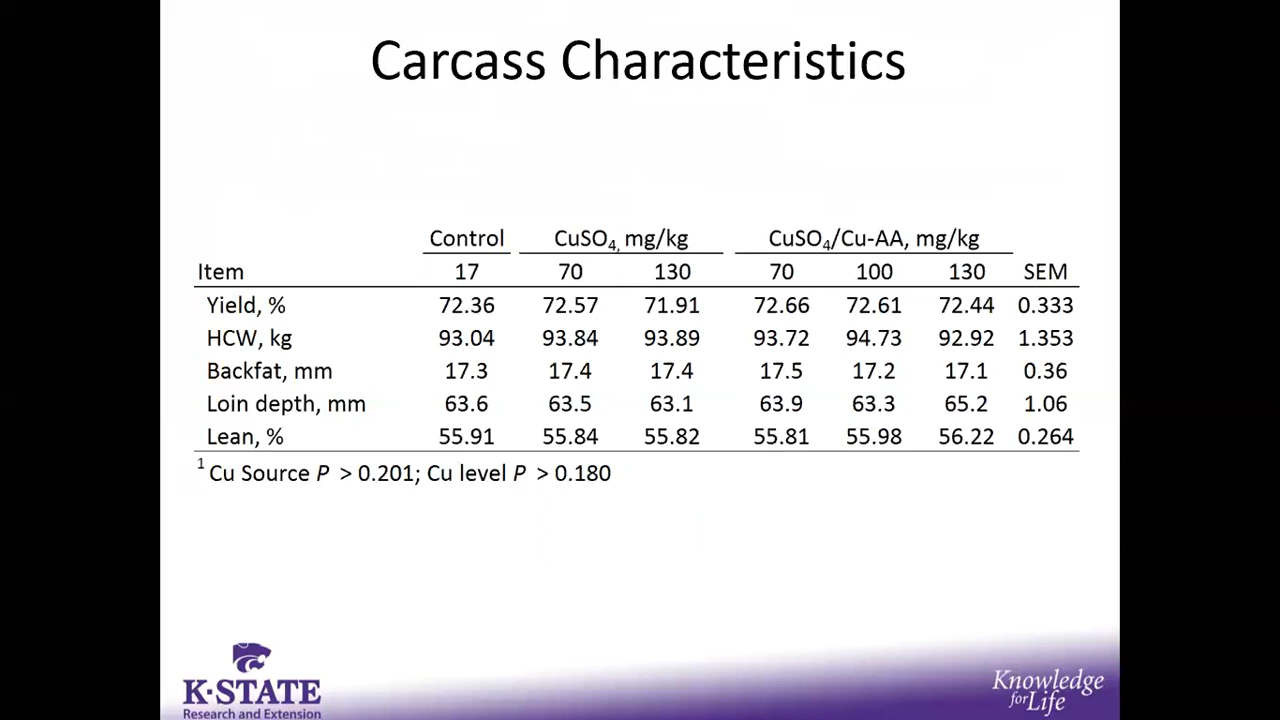 Carcass Characteristics
Control CuSO4, mg/kg CuSO4/Cu-AA, mg/kg
Item 17 70 130 70 100 130 SEM
Yield, % 72.36 72.57 71.91 72.66 72.61 72.44 0.333
HCW, kg 93.04 93.84 93.89 93.72 94.73 92.92 1.353
Backfat, mm 17.3 17.4 17.4 17.5 17.2 17.1 0.36
Loin depth, mm 63.6 63.5 63.1 63.9 63.3 65.2 1.06
Lean, % 55.91 55.84 55.82 55.81 55.98 56.22 0.264
1 Cu Source P > 0.201; Cu level P > 0.180
K-STATE
Research and Extension
Knowledge
for Life